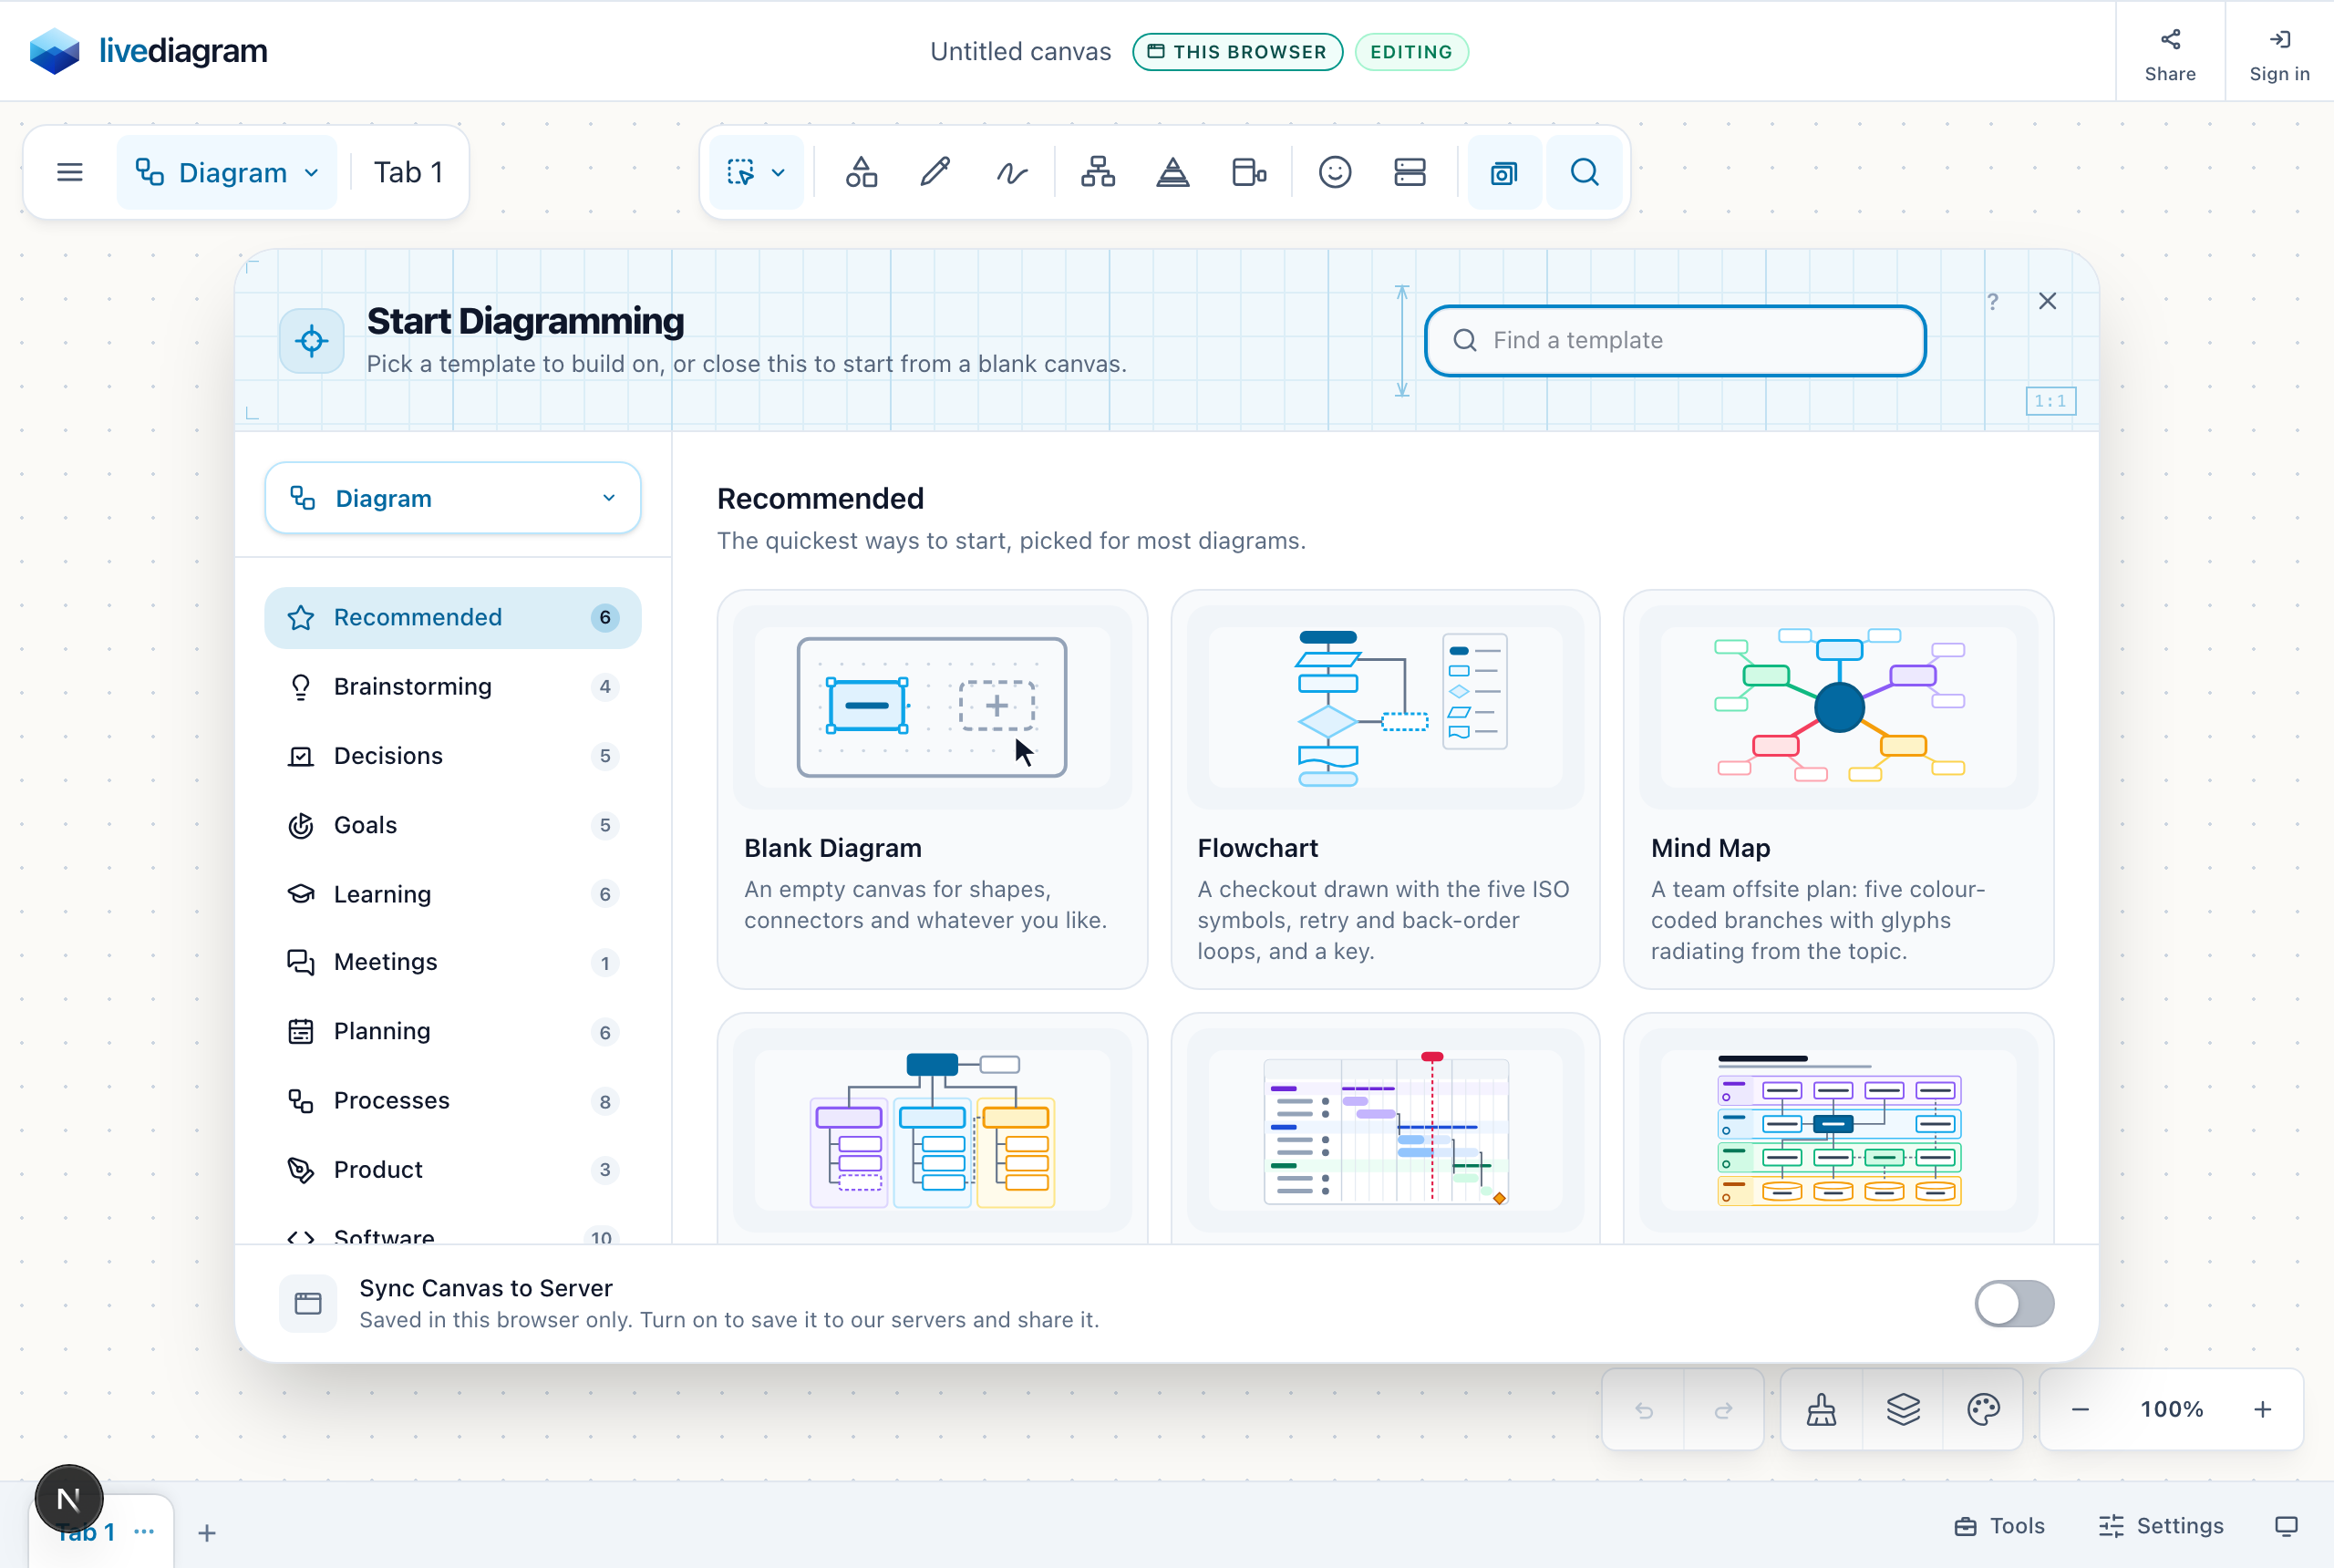 livediagram
Untitled canvas
THIS BROWSER
EDITING
Share
Sign in
Diagram
Tab 1
Start Diagramming
Pick a template to build on, or close this to start from a blank canvas.
Find a template
?
1:1
Diagram
Recommended 6
Brainstorming 4
Decisions 5
Goals 5
Learning 6
Meetings 1
Planning 6
Processes 8
Product 3
Software 10
Recommended
The quickest ways to start, picked for most diagrams.
Blank Diagram
An empty canvas for shapes,
connectors and whatever you like.
Flowchart
A checkout drawn with the five ISO
symbols, retry and back-order
loops, and a key.
Mind Map
A team offsite plan: five colour-
coded branches with glyphs
radiating from the topic.
Sync Canvas to Server
Saved in this browser only. Turn on to save it to our servers and share it.
100%
N
Tab 1
Tools
Settings